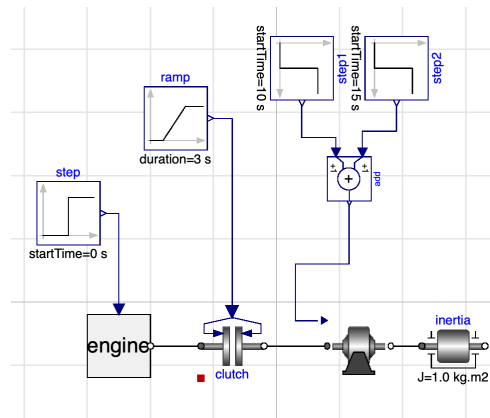 startTime=10 s
step1
startTime=15 s
step2
ramp
duration=3 s
+1
+1
+
add
step
startTime=0 s
engine
clutch
inertia
J=1.0 kg.m2